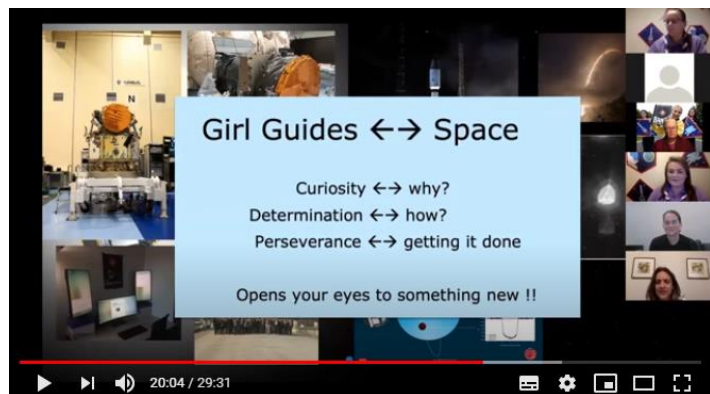 Girl Guides ←→ Space
Curiosity ←→ why?
Determination ←→ how?
Perseverance ←→ getting it done
Opens your eyes to something new !!
20:04 / 29:31